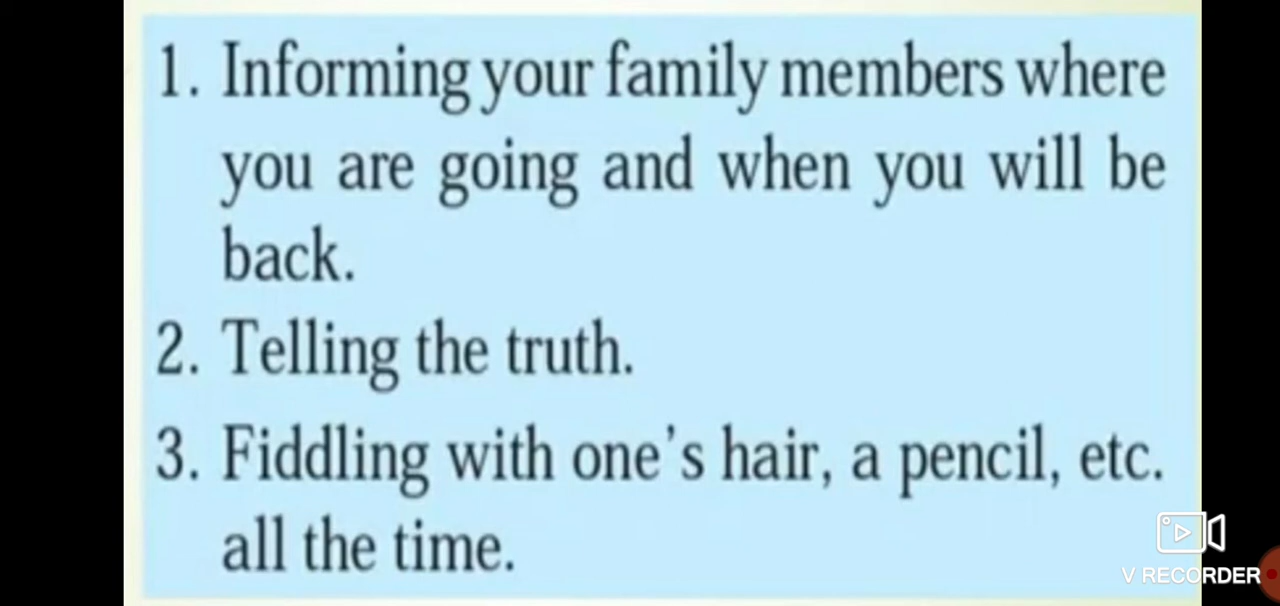 1. Informing your family members where
you are going and when you will be
back.
2. Telling the truth.
3. Fiddling with one's hair, a pencil, etc.
all the time.
V RECORDER